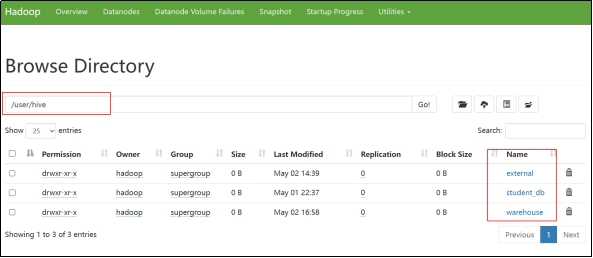 Hadoop Overview Datanodes Datanode Volume Failures Snapshot Startup Progress Utilities
Browse Directory
/user/hive Go!
Show 25 entries Search:
Permission Owner Group Size Last Modified Replication Block Size Name
drwxr-xr-x hadoop supergroup 0 B May 02 14:39 0 0 B external
drwxr-xr-x hadoop supergroup 0 B May 01 22:37 0 0 B student_db
drwxr-xr-x hadoop supergroup 0 B May 02 16:58 0 0 B warehouse
Showing 1 to 3 of 3 entries Previous 1 Next